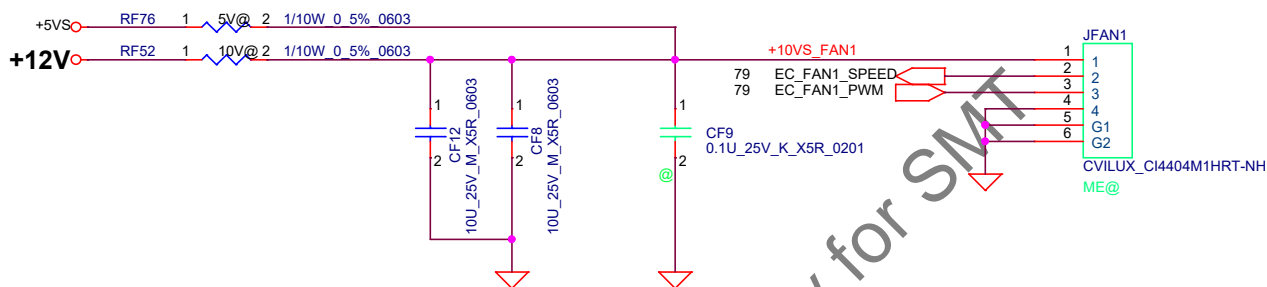 +5VS RF76 1 5V@ 2 1/10W_0_5%_0603
+12V RF52 1 10V@ 2 1/10W_0_5%_0603
+10VS_FAN1
JFAN1
1 1
79 EC_FAN1_SPEED 2 2
79 EC_FAN1_PWM 3 3
4 4
5 G1
6 G2
CVILUX_CI4404M1HRT-NH
ME@
1
2
CF12
10U_25V_M_X5R_0603
1
2
CF8
10U_25V_M_X5R_0603
1
2
CF9
0.1U_25V_K_X5R_0201
@
for SMT